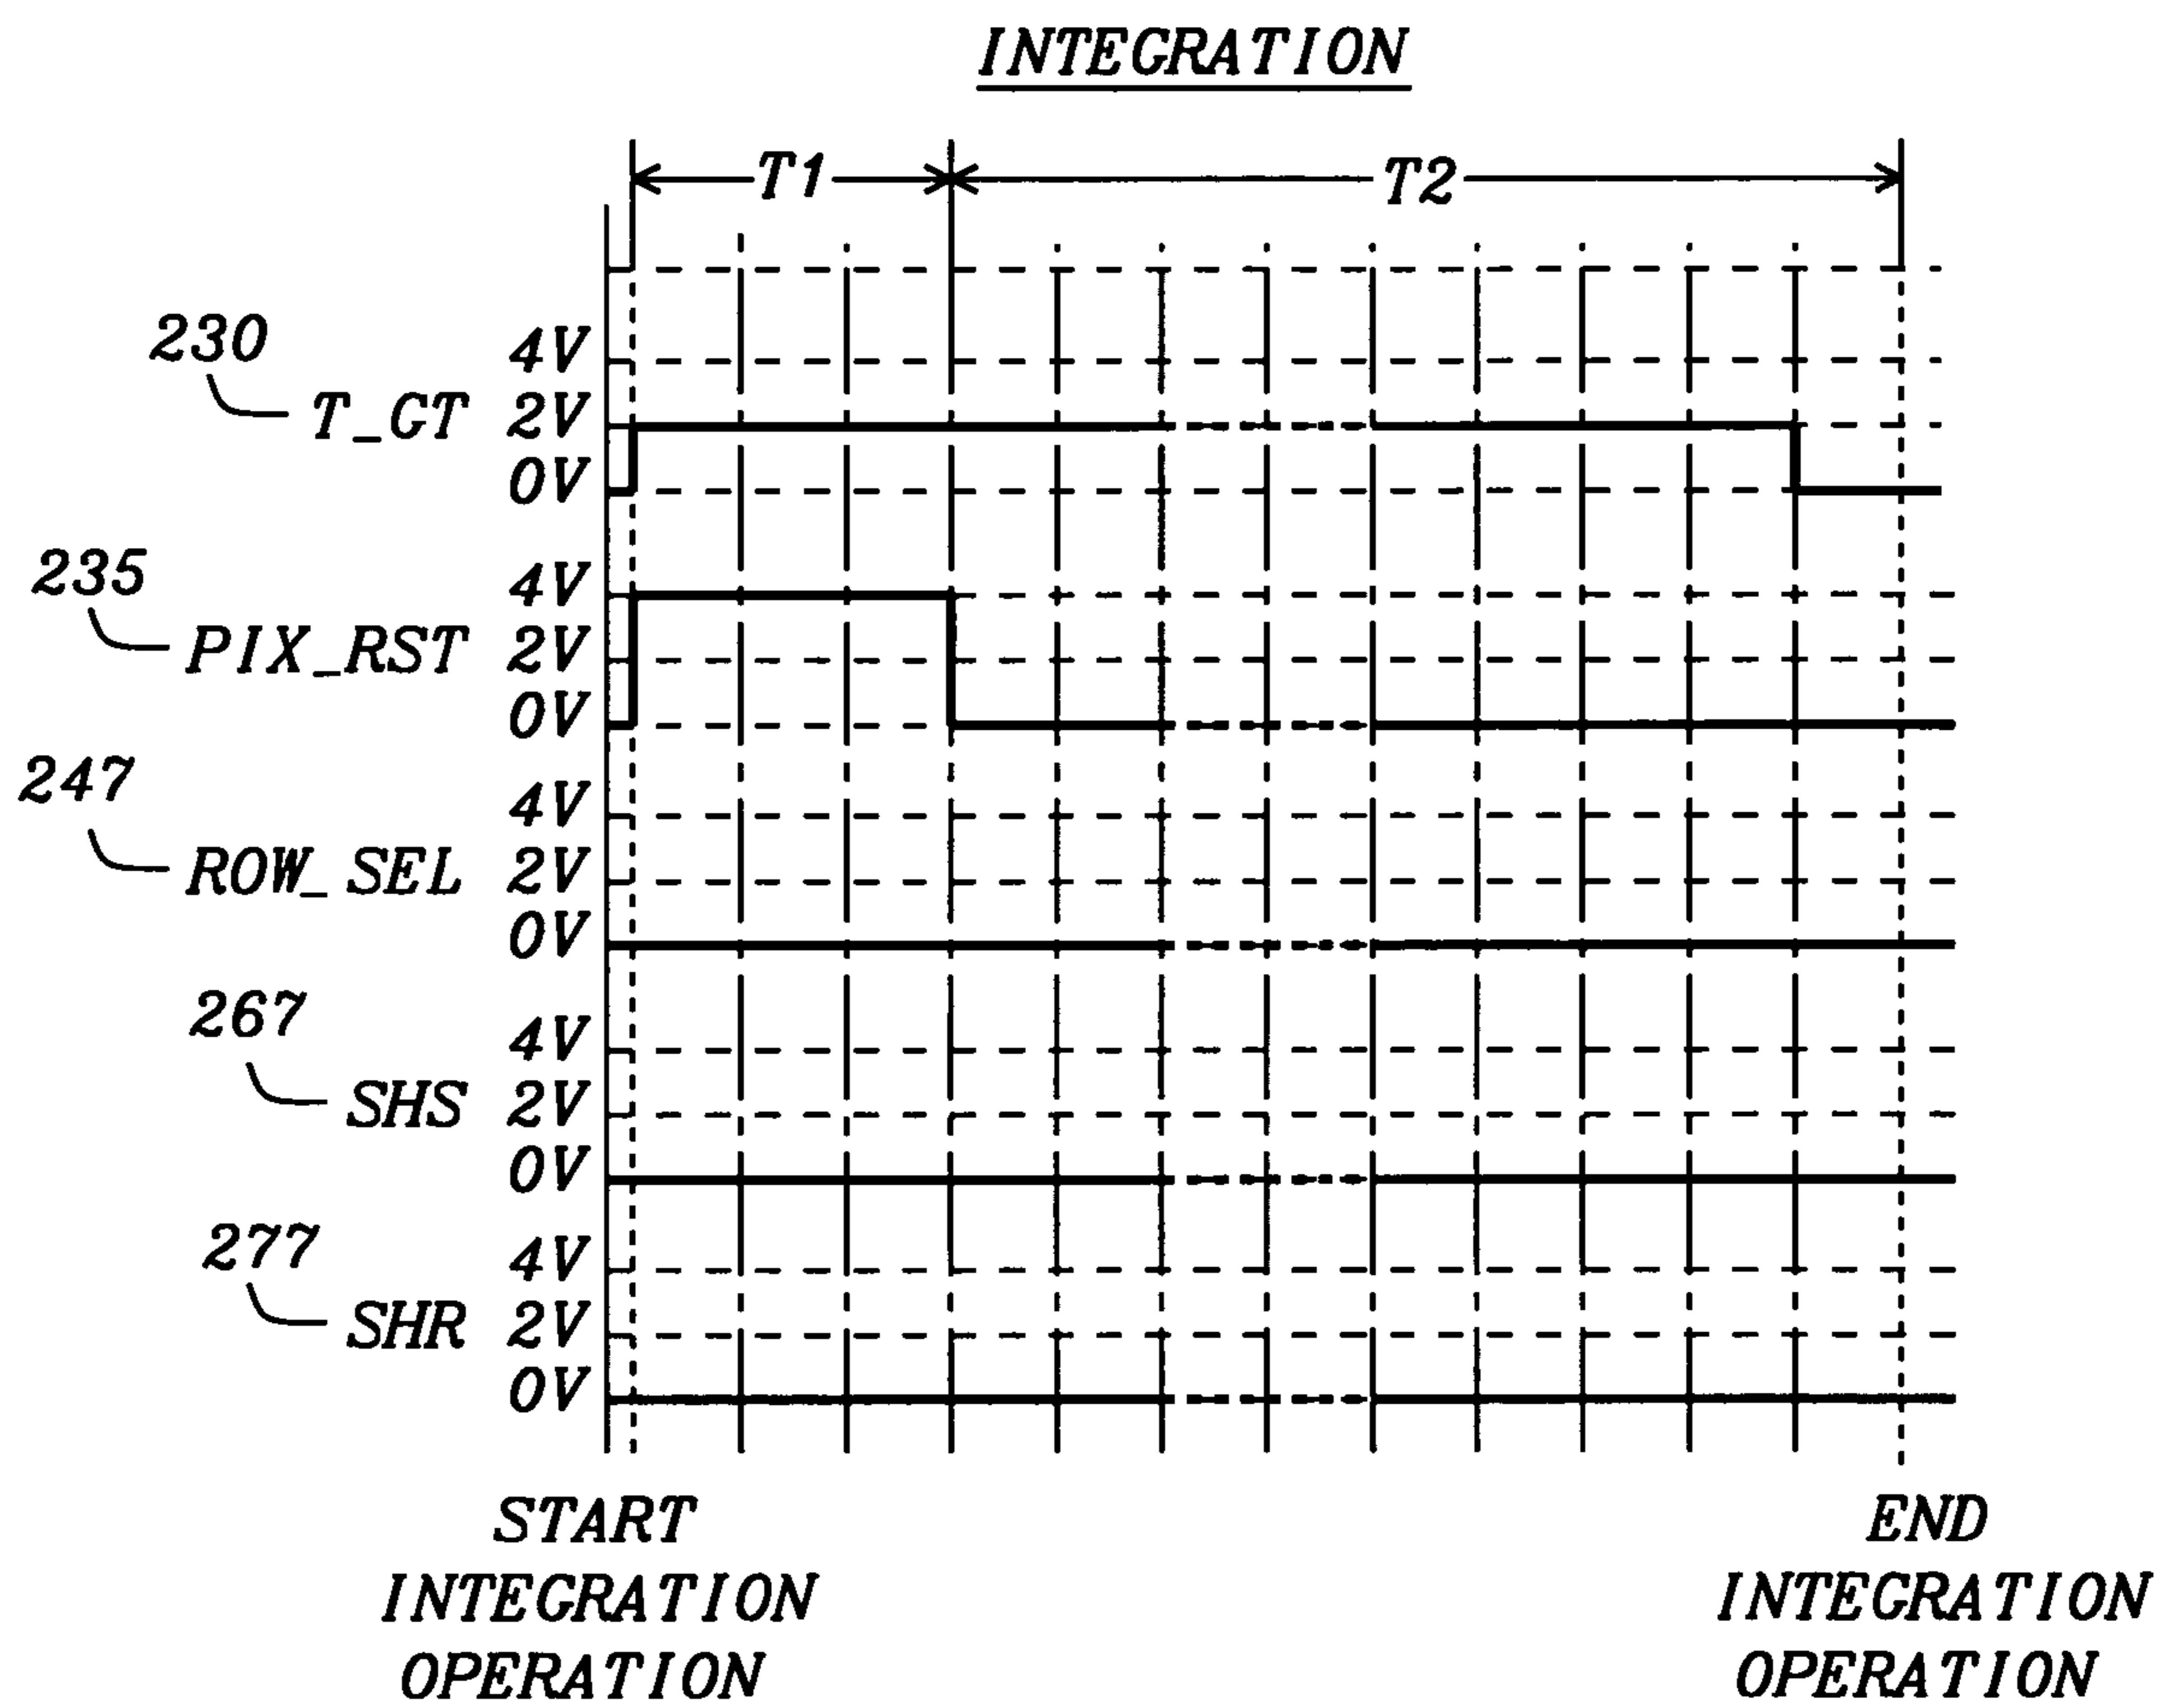 INTEGRATION
T1 T2
4V
230
T_GT 2V
0V
235
4V
PIX_RST 2V
0V
247
4V
ROW_SEL 2V
0V
267
4V
SHS 2V
0V
277
4V
SHR 2V
0V
START
INTEGRATION
OPERATION
END
INTEGRATION
OPERATION